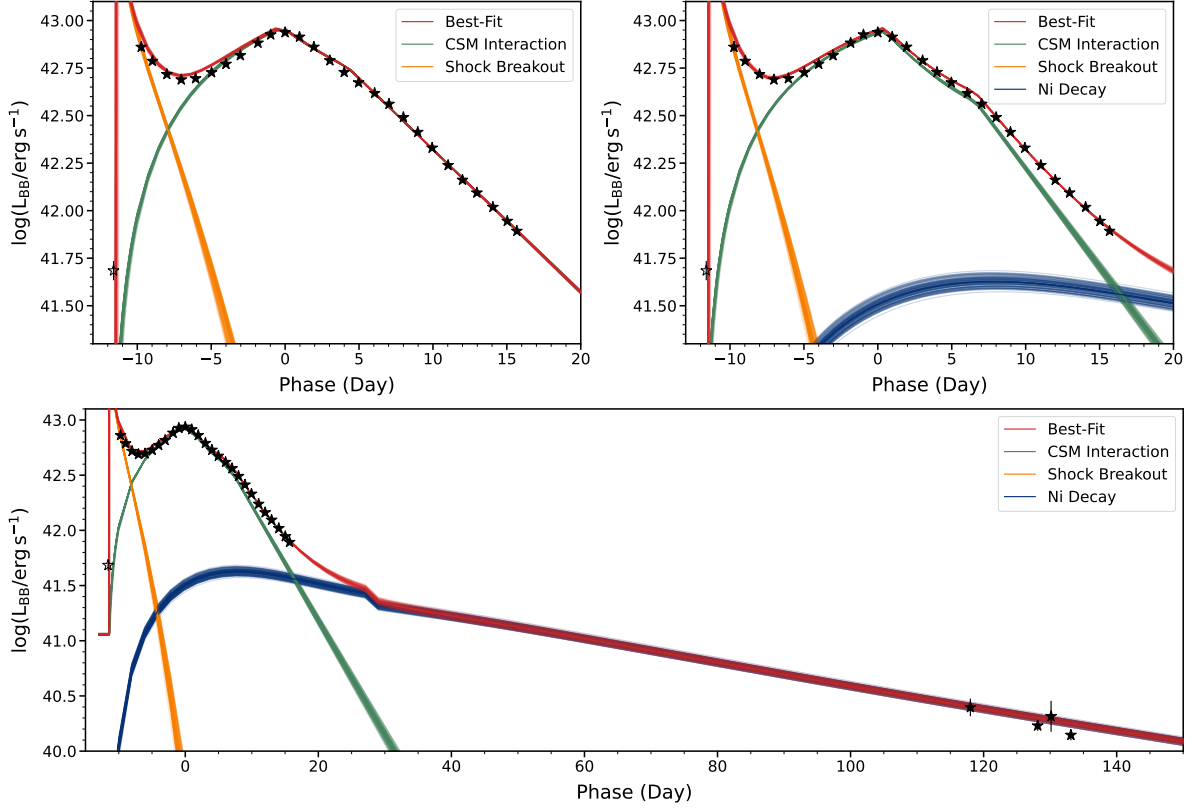 43.00
42.75
42.50
42.25
42.00
41.75
41.50
log(L_BB/erg s⁻¹)
−10 −5 0 5 10 15 20
Phase (Day)
Best-Fit
CSM Interaction
Shock Breakout
43.00
42.75
42.50
42.25
42.00
41.75
41.50
log(L_BB/erg s⁻¹)
−10 −5 0 5 10 15 20
Phase (Day)
Best-Fit
CSM Interaction
Shock Breakout
Ni Decay
43.0
42.5
42.0
41.5
41.0
40.5
40.0
log(L_BB/erg s⁻¹)
0 20 40 60 80 100 120 140
Phase (Day)
Best-Fit
CSM Interaction
Shock Breakout
Ni Decay